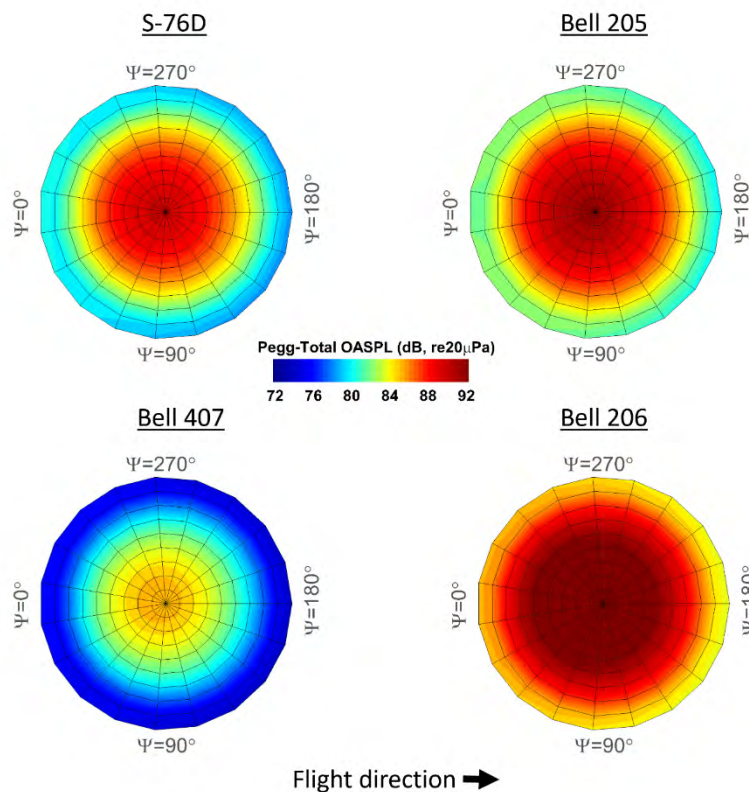 S-76D
Bell 205
Ψ=270°
Ψ=270°
Ψ=0°
Ψ=180°
Ψ=0°
Ψ=180°
Ψ=90°
Ψ=90°
Pegg-Total OASPL (dB, re20μPa)
72 76 80 84 88 92
Bell 407
Bell 206
Ψ=270°
Ψ=270°
Ψ=0°
Ψ=180°
Ψ=0°
Ψ=180°
Ψ=90°
Ψ=90°
Flight direction